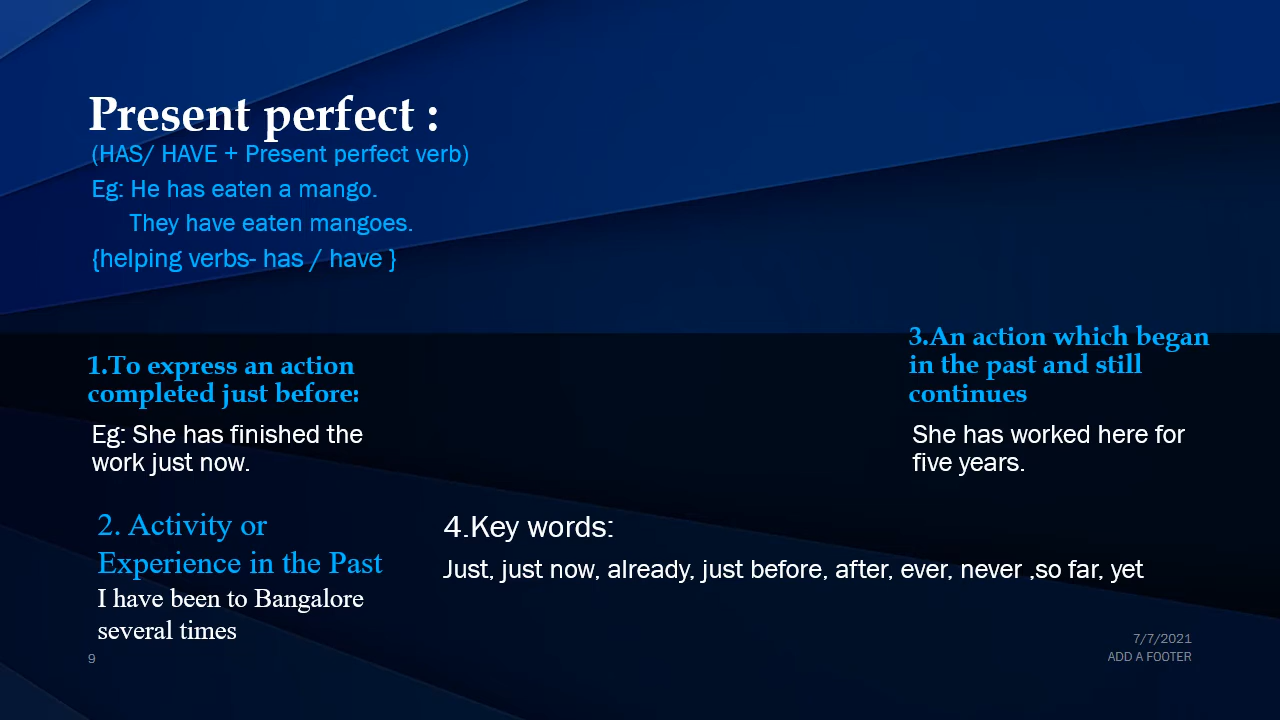 Present perfect :
(HAS/ HAVE + Present perfect verb)
Eg: He has eaten a mango.
They have eaten mangoes.
{helping verbs- has / have }
1.To express an action
completed just before:
Eg: She has finished the
work just now.
3.An action which began
in the past and still
continues
She has worked here for
five years.
2. Activity or
Experience in the Past
I have been to Bangalore
several times
4.Key words:
Just, just now, already, just before, after, ever, never ,so far, yet
7/7/2021
ADD A FOOTER
9